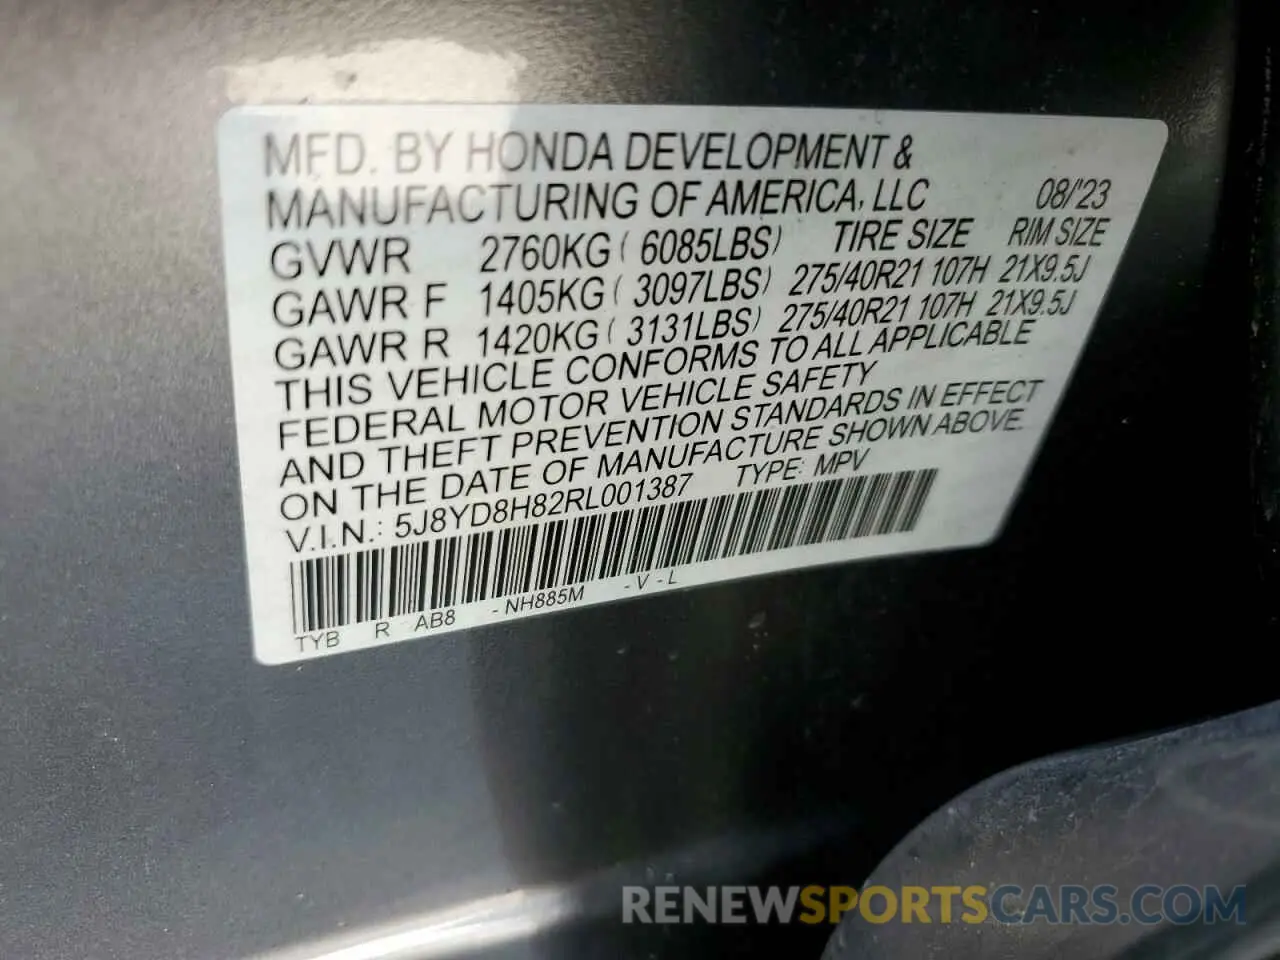 MFD. BY HONDA DEVELOPMENT &
MANUFACTURING OF AMERICA, LLC 08/'23
GVWR 2760KG ( 6085LBS) TIRE SIZE RIM SIZE
GAWR F 1405KG ( 3097LBS) 275/40R21 107H 21X9.5J
GAWR R 1420KG ( 3131LBS) 275/40R21 107H 21X9.5J
THIS VEHICLE CONFORMS TO ALL APPLICABLE
FEDERAL MOTOR VEHICLE SAFETY
AND THEFT PREVENTION STANDARDS IN EFFECT
ON THE DATE OF MANUFACTURE SHOWN ABOVE.
V.I.N.: 5J8YD8H82RL001387 TYPE: MPV
TYB R AB8 - NH885M - V - L
RENEWSPORTSCARS.COM